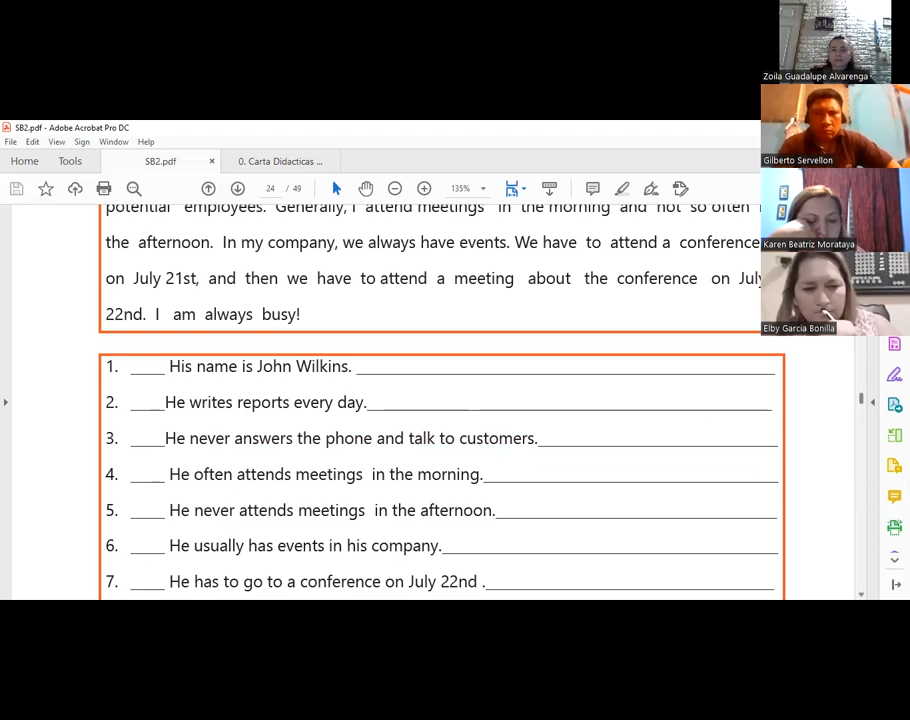 Zoila Guadalupe Alvarenga
SB2.pdf - Adobe Acrobat Pro DC
File Edit View Sign Window Help
Home Tools SB2.pdf × 0. Carta Didacticas ...
24 / 49 135%
Gilberto Servellon
Karen Beatriz Morataya
Elby Garcia Bonilla
potential employees. Generally, I attend meetings in the morning and not so often
the afternoon. In my company, we always have events. We have to attend a conference
on July 21st, and then we have to attend a meeting about the conference on July
22nd. I am always busy!
1. ____ His name is John Wilkins. ____
2. ____He writes reports every day.____
3. ____He never answers the phone and talk to customers.____
4. ____ He often attends meetings in the morning.____
5. ____ He never attends meetings in the afternoon.____
6. ____ He usually has events in his company.____
7. ____ He has to go to a conference on July 22nd .____